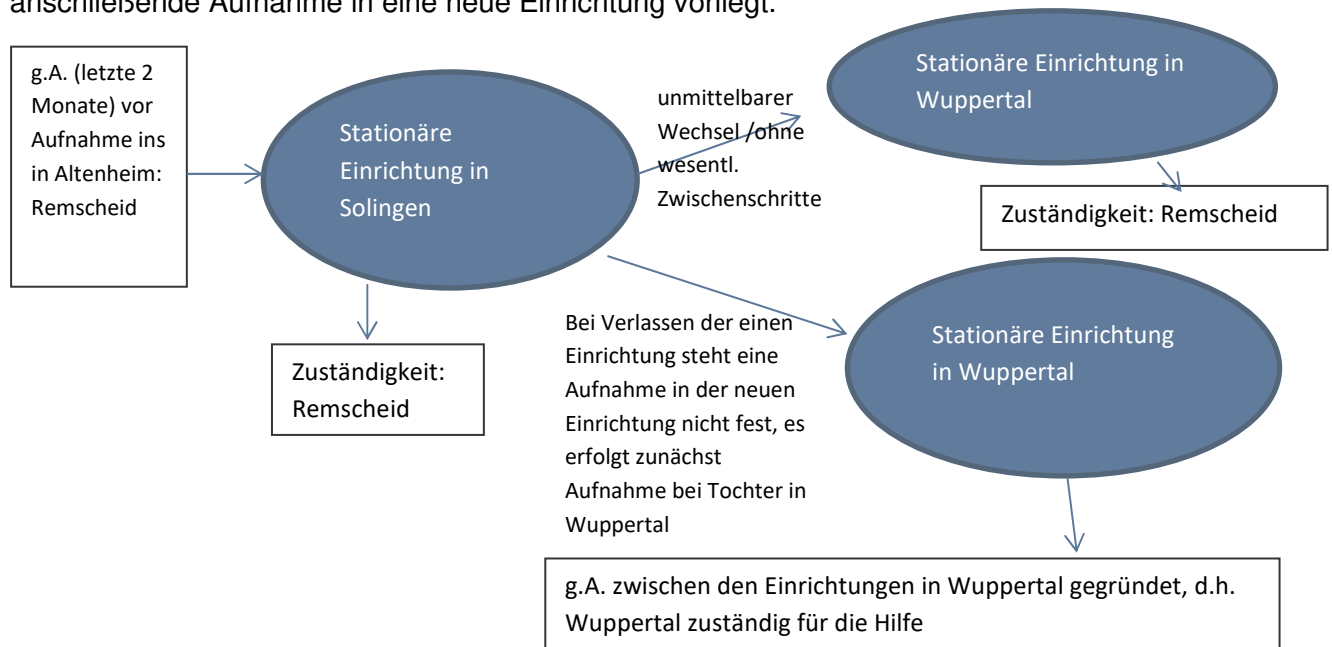 anschließende Aufnahme in eine neue Einrichtung vorliegt.
g.A. (letzte 2
Monate) vor
Aufnahme ins
in Altenheim:
Remscheid
Stationäre
Einrichtung in
Solingen
unmittelbarer
Wechsel /ohne
wesentl.
Zwischenschritte
Stationäre Einrichtung in
Wuppertal
Zuständigkeit: Remscheid
Zuständigkeit:
Remscheid
Bei Verlassen der einen
Einrichtung steht eine
Aufnahme in der neuen
Einrichtung nicht fest, es
erfolgt zunächst
Aufnahme bei Tochter in
Wuppertal
Stationäre Einrichtung
in Wuppertal
g.A. zwischen den Einrichtungen in Wuppertal gegründet, d.h.
Wuppertal zuständig für die Hilfe